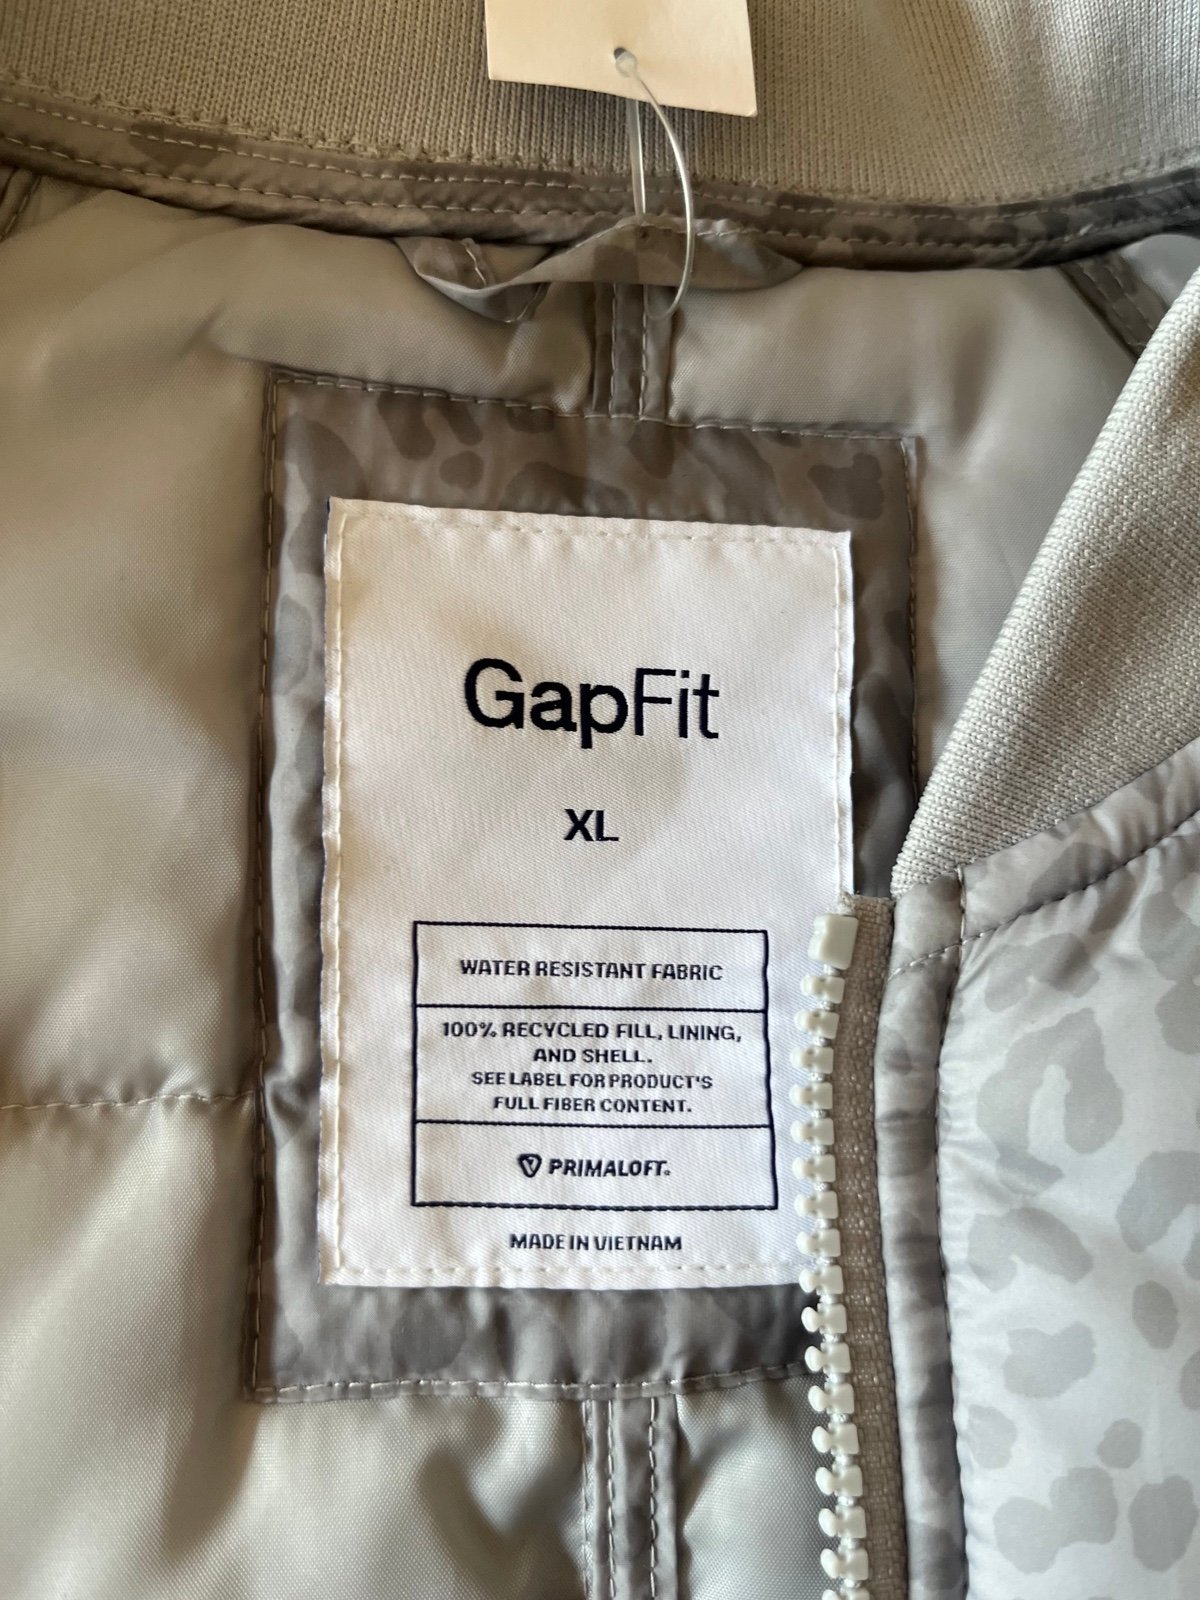 GapFit
XL
WATER RESISTANT FABRIC
100% RECYCLED FILL, LINING,
AND SHELL.
SEE LABEL FOR PRODUCT'S
FULL FIBER CONTENT.
PRIMALOFT®
MADE IN VIETNAM